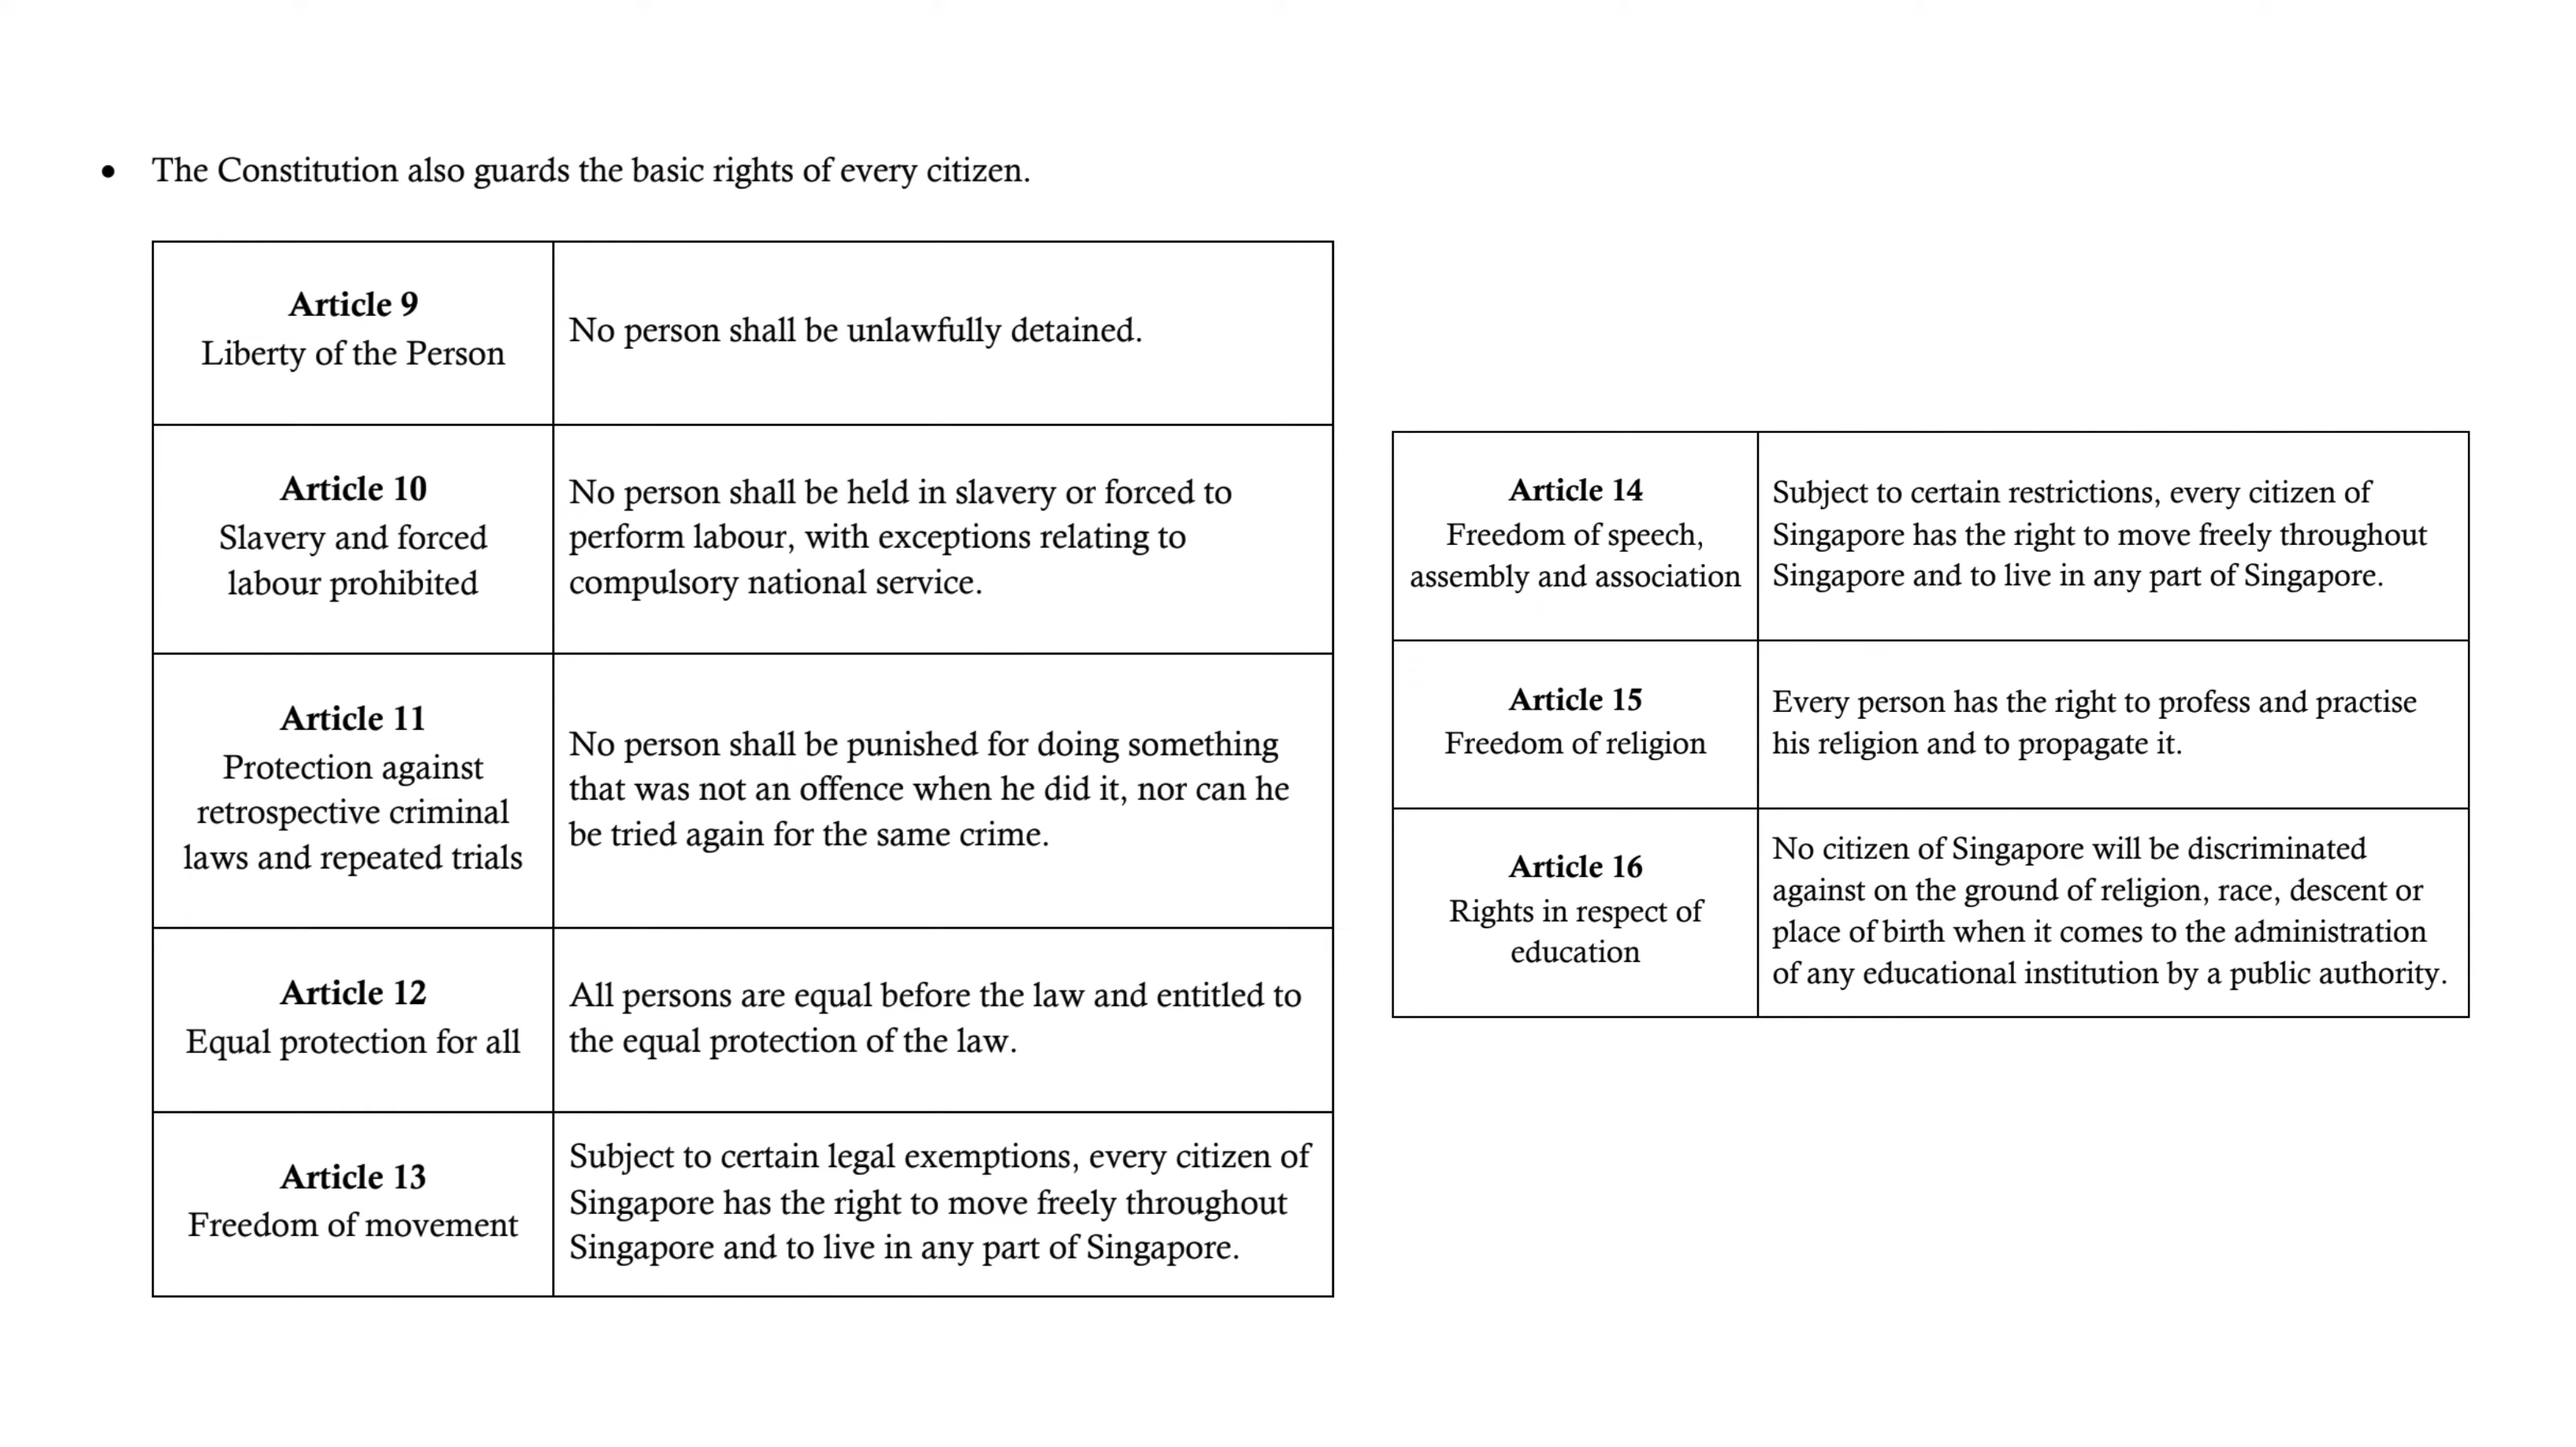 • The Constitution also guards the basic rights of every citizen.
Article 9
Liberty of the Person
No person shall be unlawfully detained.
Article 10
Slavery and forced
labour prohibited
No person shall be held in slavery or forced to
perform labour, with exceptions relating to
compulsory national service.
Article 11
Protection against
retrospective criminal
laws and repeated trials
No person shall be punished for doing something
that was not an offence when he did it, nor can he
be tried again for the same crime.
Article 12
Equal protection for all
All persons are equal before the law and entitled to
the equal protection of the law.
Article 13
Freedom of movement
Subject to certain legal exemptions, every citizen of
Singapore has the right to move freely throughout
Singapore and to live in any part of Singapore.
Article 14
Freedom of speech,
assembly and association
Subject to certain restrictions, every citizen of
Singapore has the right to move freely throughout
Singapore and to live in any part of Singapore.
Article 15
Freedom of religion
Every person has the right to profess and practise
his religion and to propagate it.
Article 16
Rights in respect of
education
No citizen of Singapore will be discriminated
against on the ground of religion, race, descent or
place of birth when it comes to the administration
of any educational institution by a public authority.